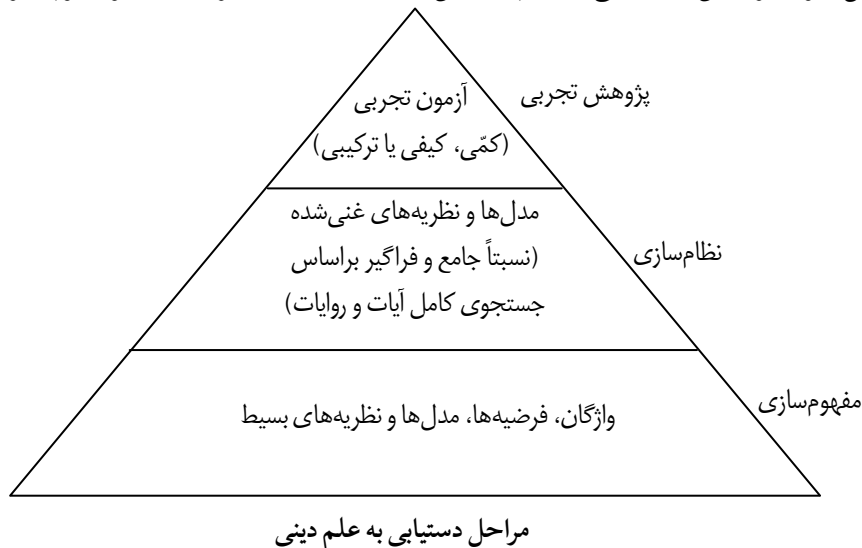 آزمون تجربی
(کمّی، کیفی یا ترکیبی)
پژوهش تجربی
مدل‌ها و نظریه‌های غنی‌شده
(نسبتاً جامع و فراگیر براساس
جستجوی کامل آیات و روایات)
نظام‌سازی
واژگان، فرضیه‌ها، مدل‌ها و نظریه‌های بسیط
مفهوم‌سازی
مراحل دستیابی به علم دینی